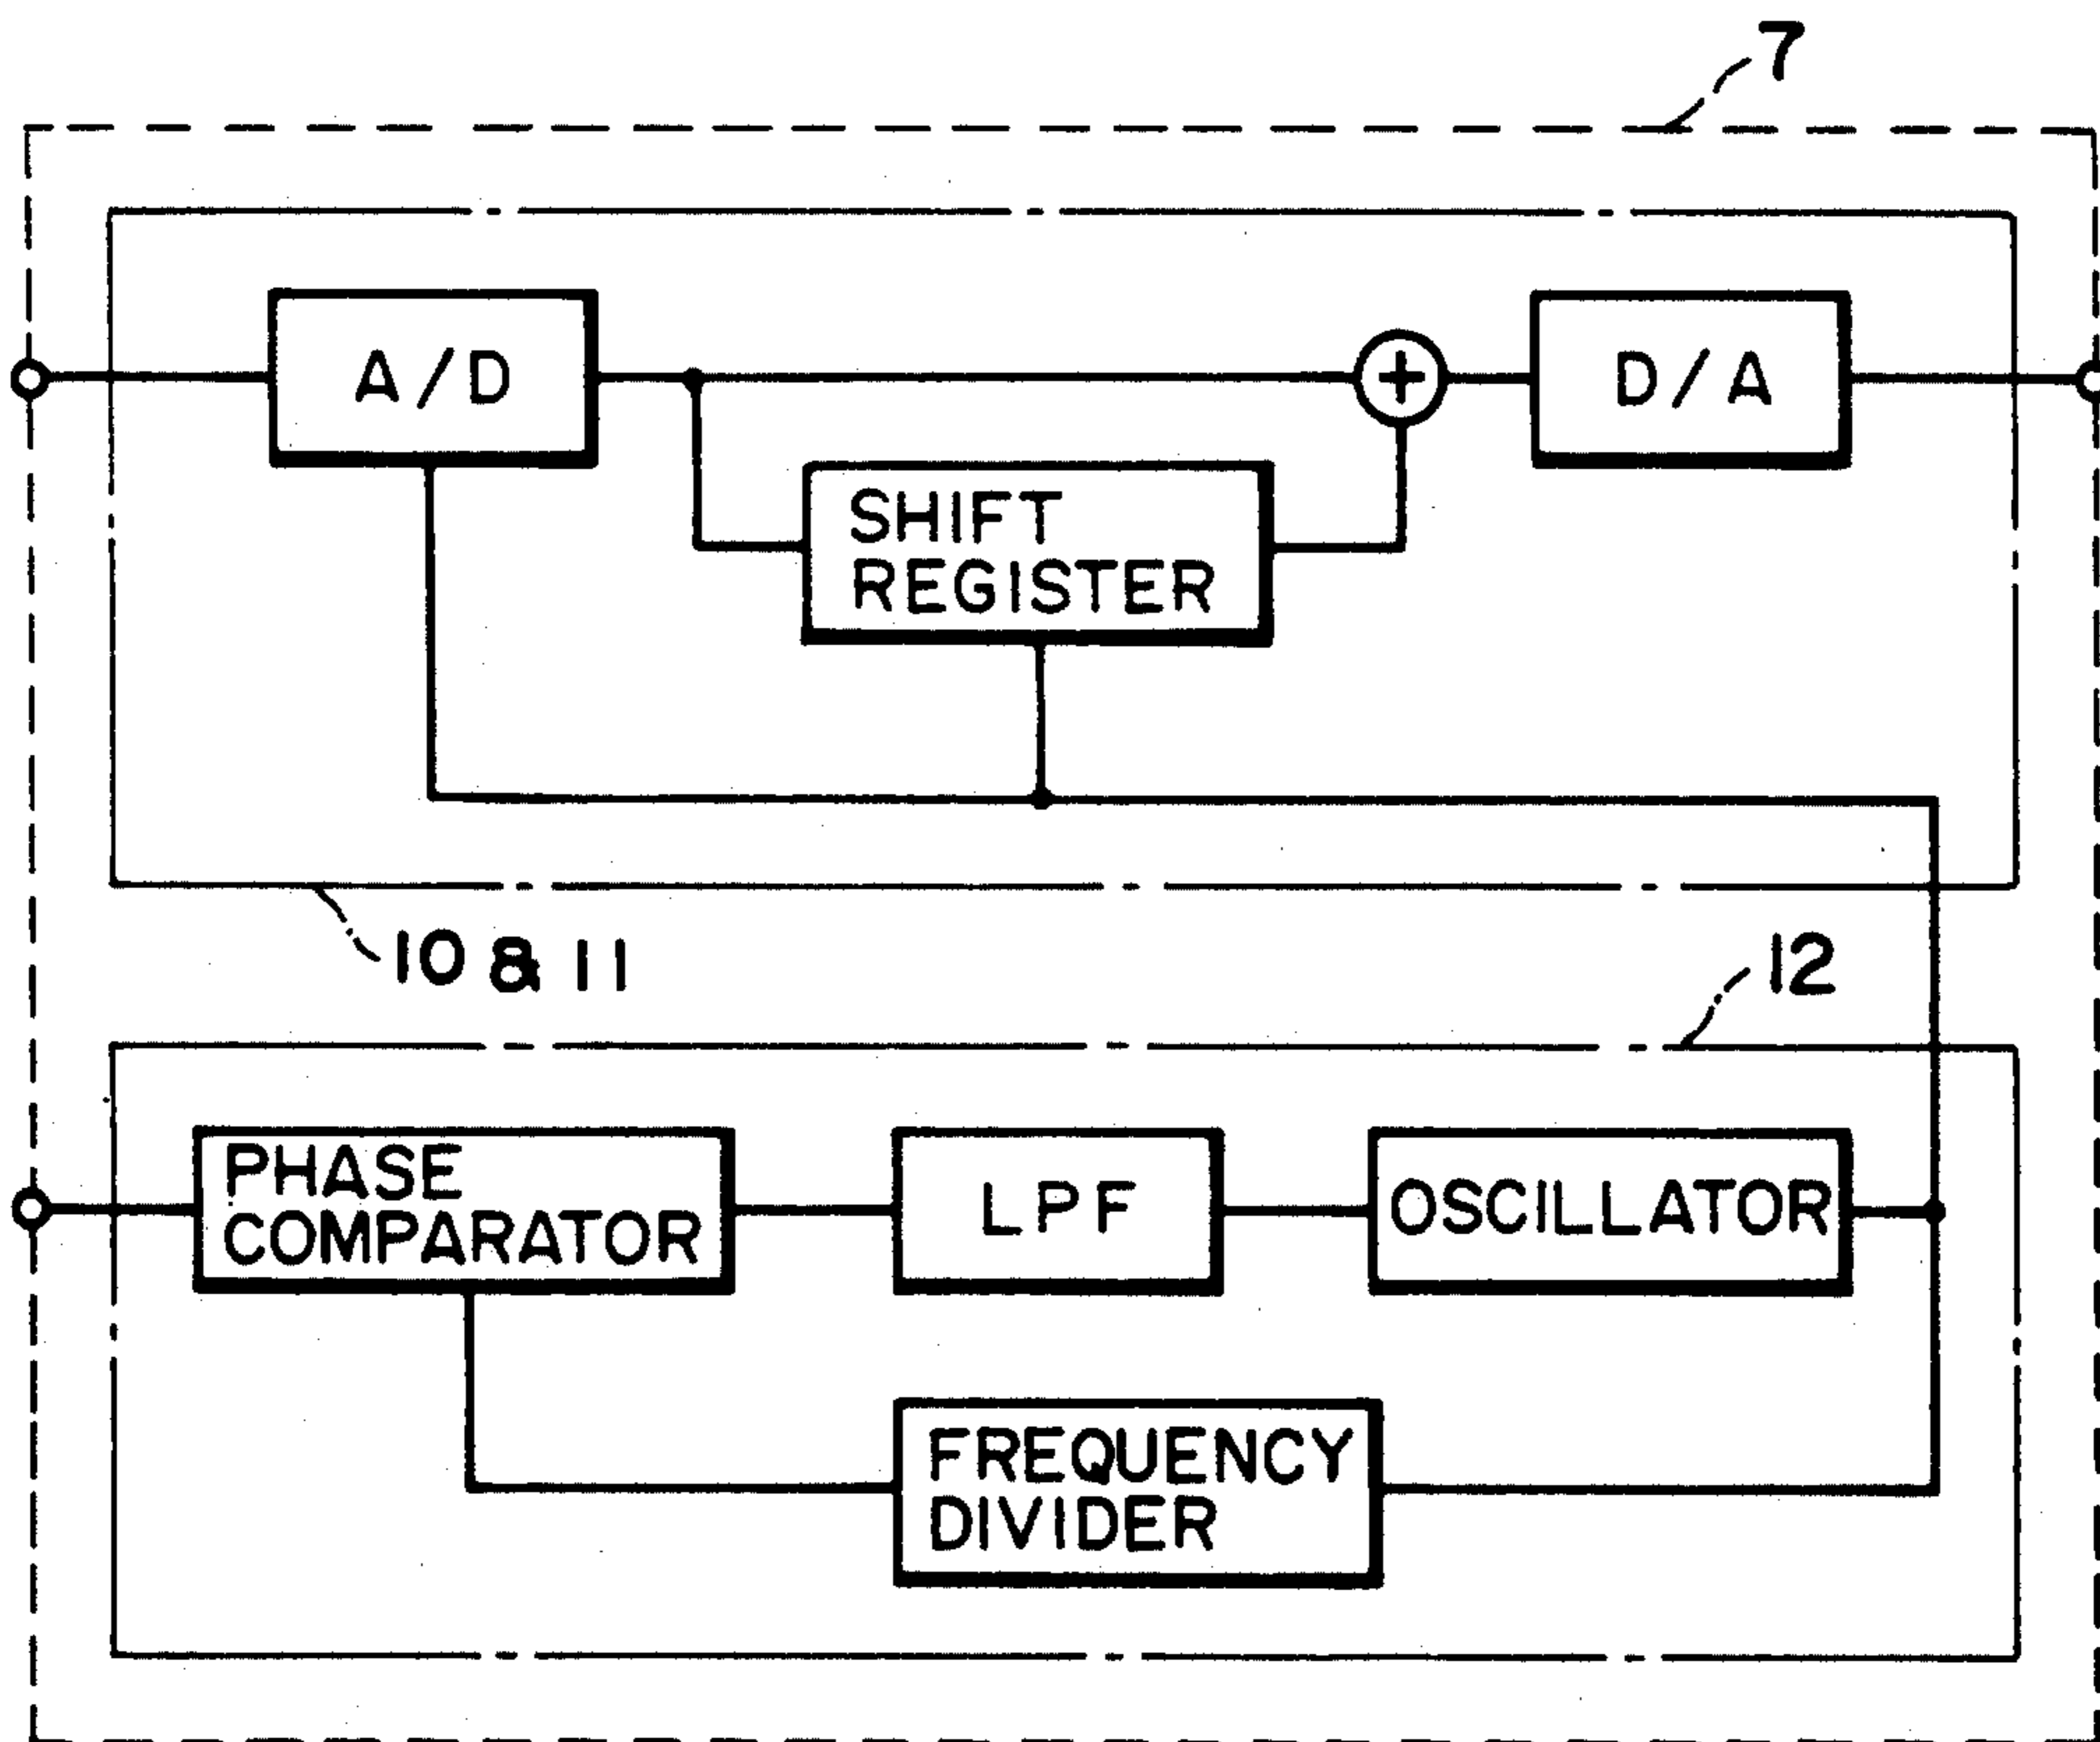 7
A/D
+
D/A
SHIFT
REGISTER
10 & 11
12
PHASE
COMPARATOR
LPF
OSCILLATOR
FREQUENCY
DIVIDER